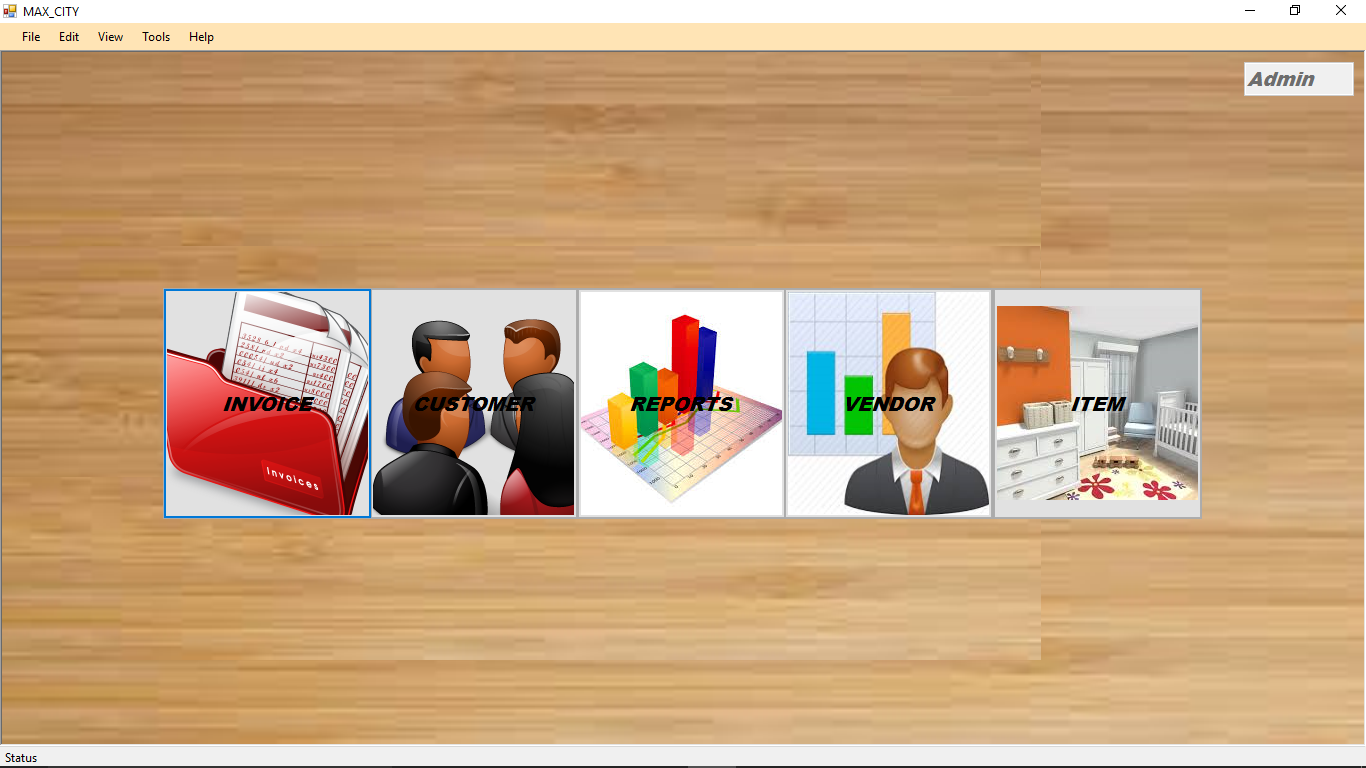 MAX_CITY
File Edit View Tools Help
Admin
INVOICE CUSTOMER REPORTS VENDOR ITEM
Invoices
Status